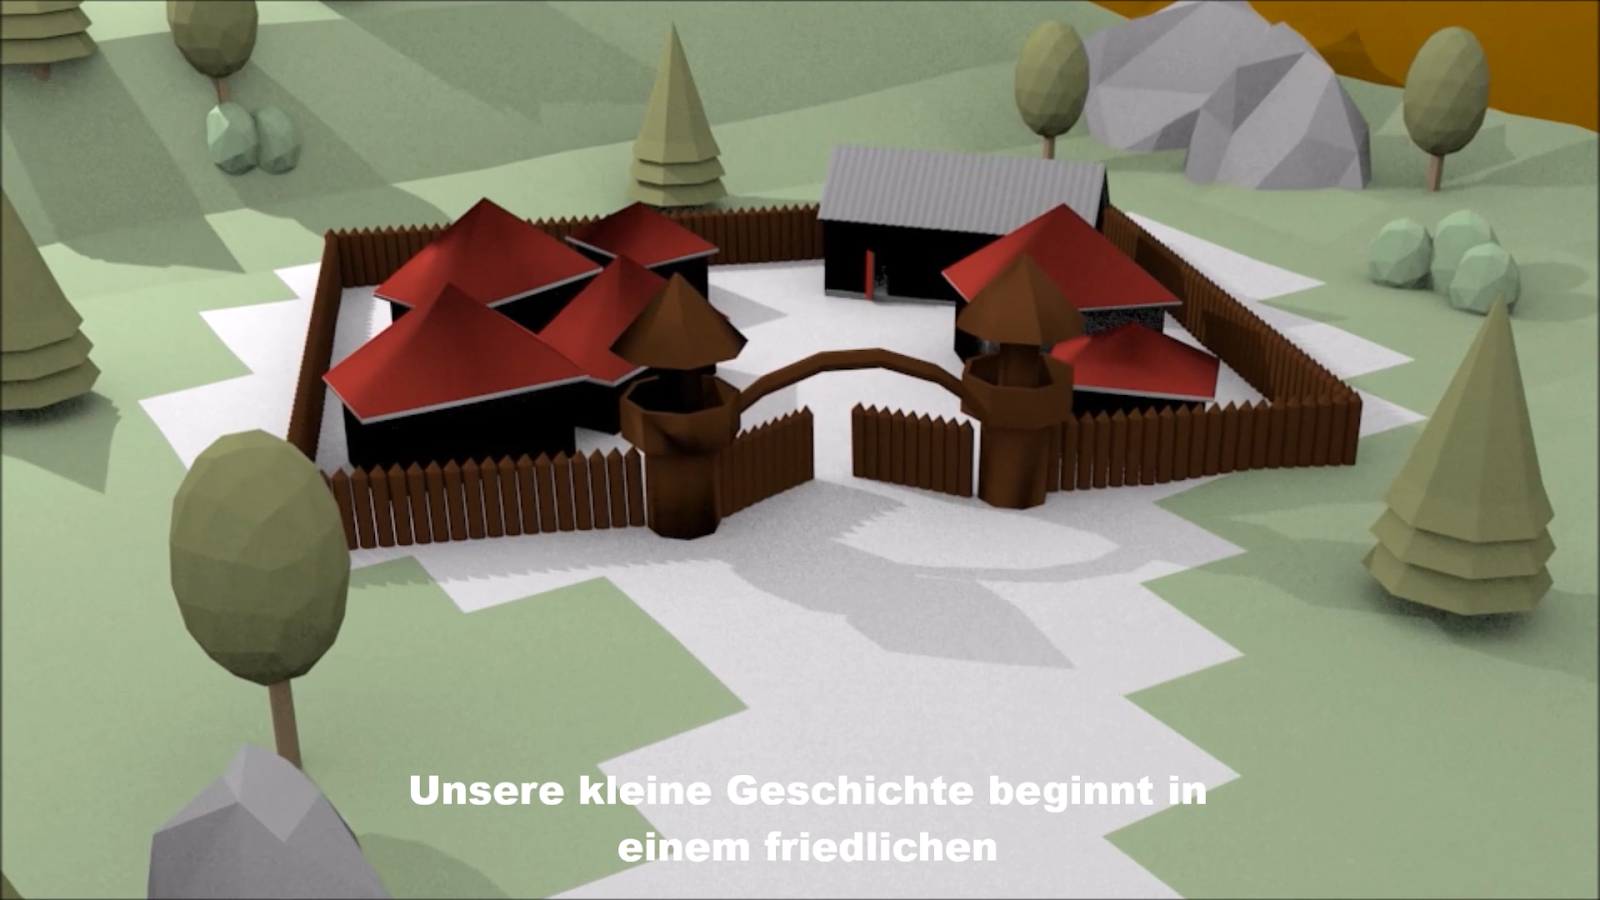 Unsere kleine Geschichte beginnt in
einem friedlichen